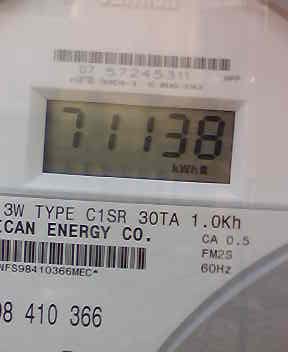 07 57245311
71138
kWh
3W TYPE C1SR 30TA 1.0Kh
ICAN ENERGY CO.
CA 0.5
FM2S
60Hz
NFS98410366MEC*
98 410 366